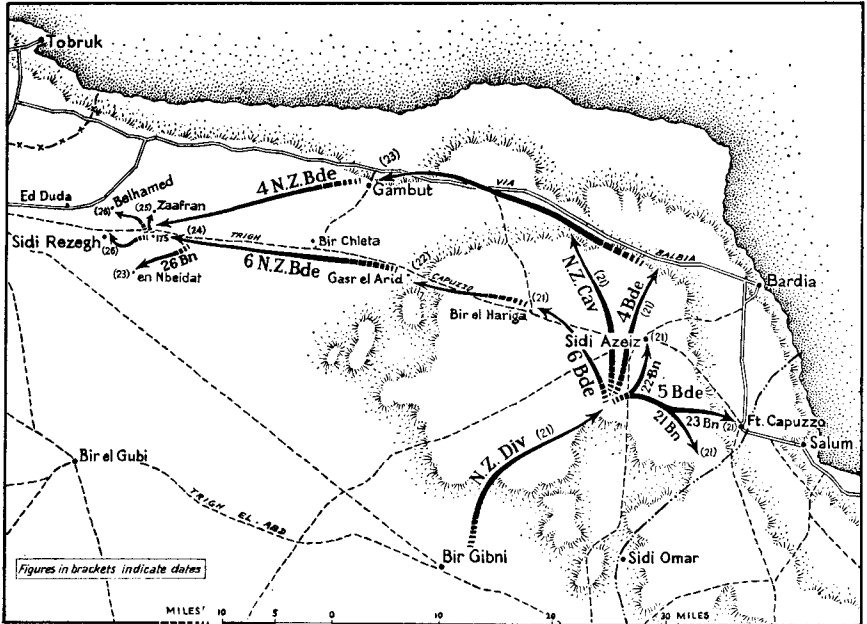 Tobruk
(23)
4 N.Z.Bde
Gambut
VIA
BALBIA
Ed Duda
(26) Belhamed
(25) Zaafran
Sidi Rezegh
(26)
175
(24)
TRIGH
Bir Chleta
(23)
26 Bn
en Nbeidat
6 N.Z.Bde
(22)
Gasr el Arid
CAPUZZO
(21)
Bir el Hariga
N.Z.Cav
(21)
4 Bde
(21)
Bardia
Sidi Azeiz
(21)
6 Bde
22 Bn
5 Bde
23 Bn (21)
Ft. Capuzzo
21 Bn
(21)
Salum
N.Z. Div
(21)
Bir el Gubi
TRIGH EL ABD
Bir Gibni
Sidi Omar
Figures in brackets indicate dates
MILES 10 5 0 10 20 30 MILES